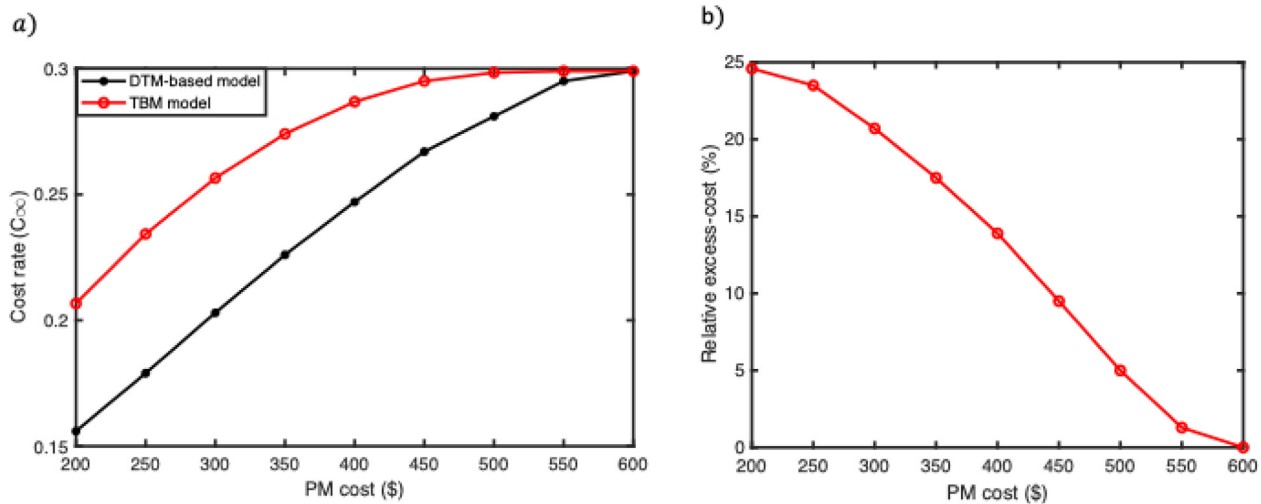 a)
0.3
0.25
0.2
0.15
200 250 300 350 400 450 500 550 600
Cost rate (C∞)
PM cost ($)
DTM-based model
TBM model
b)
25
20
15
10
5
0
200 250 300 350 400 450 500 550 600
Relative excess-cost (%)
PM cost ($)